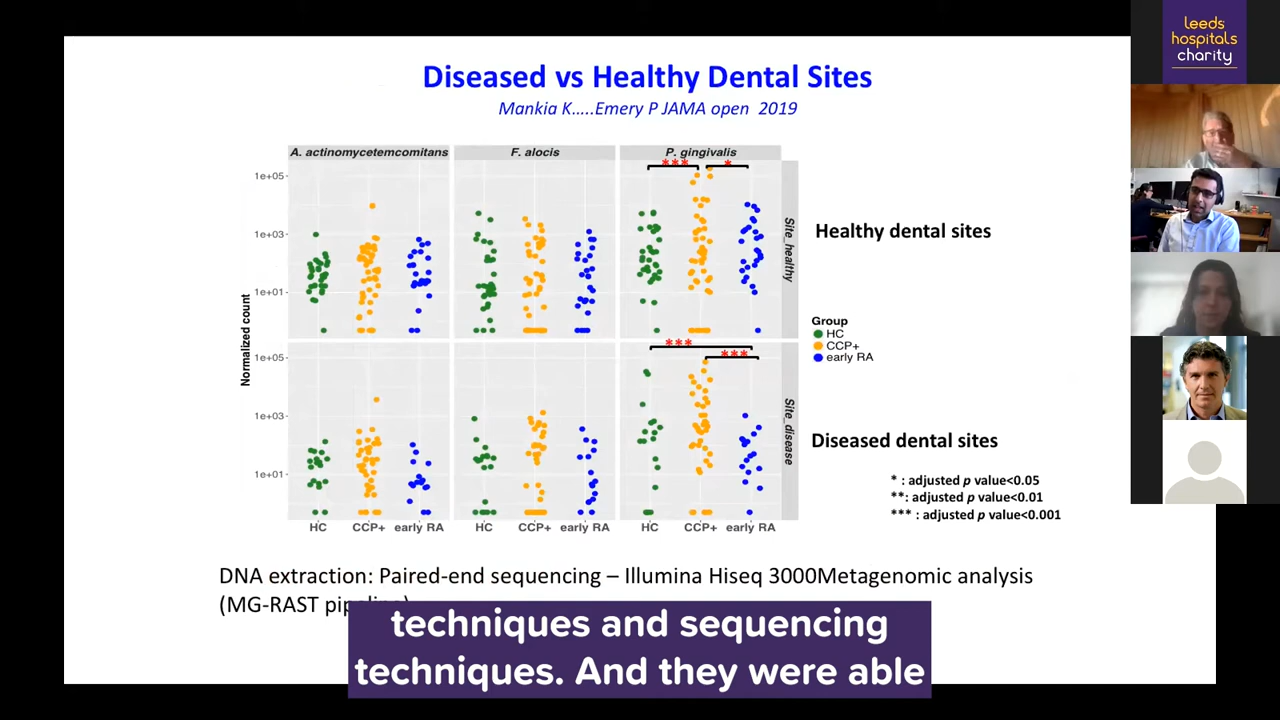 Diseased vs Healthy Dental Sites
Mankia K.....Emery P JAMA open 2019
leeds
hospitals
charity
A. actinomycetemcomitans
F. alocis
P. gingivalis
***
*
1e+05
1e+03
1e+01
Site_healthy
Healthy dental sites
Normalized count
Group
HC
CCP+
early RA
***
***
1e+05
1e+03
1e+01
Site_disease
Diseased dental sites
* : adjusted p value<0.05
**: adjusted p value<0.01
*** : adjusted p value<0.001
HC CCP+ early RA HC CCP+ early RA HC CCP+ early RA
DNA extraction: Paired-end sequencing – Illumina Hiseq 3000Metagenomic analysis
(MG-RAST pipeline)
techniques and sequencing
techniques. And they were able